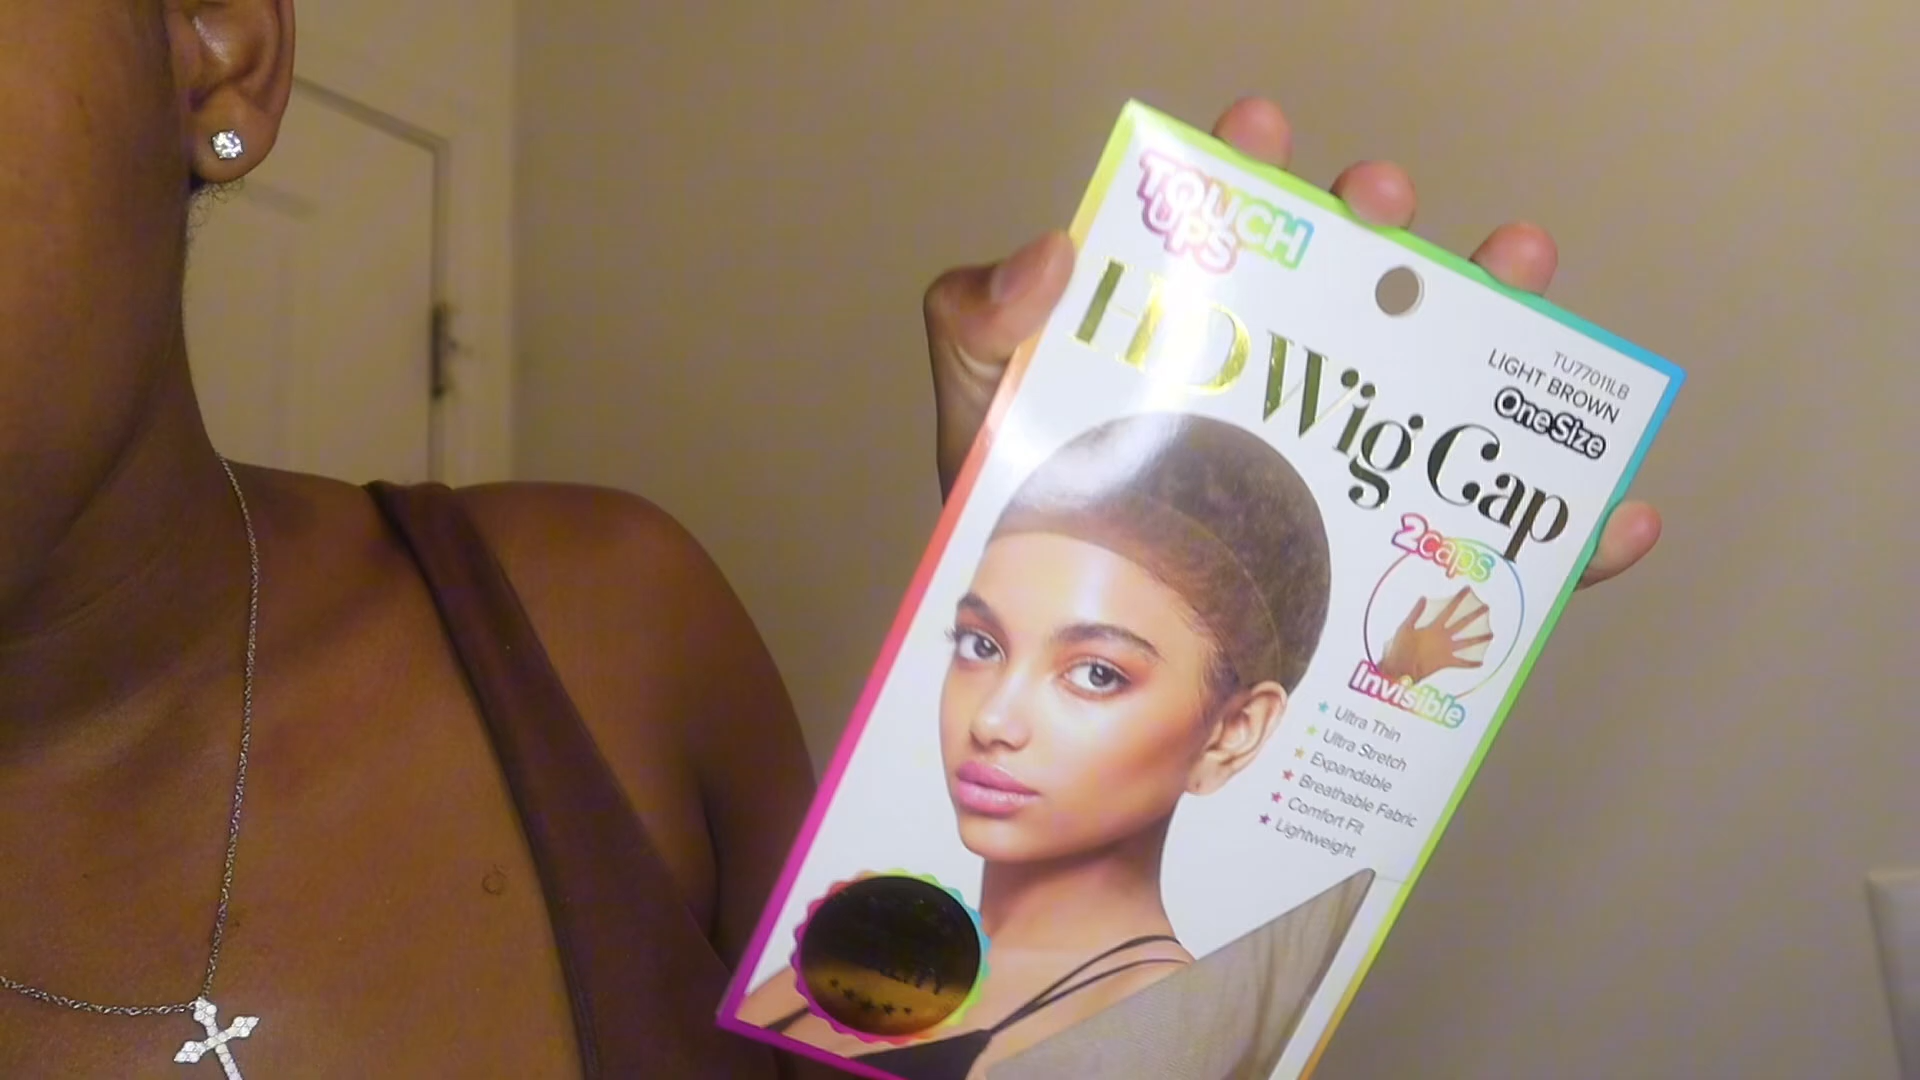 TOUCH
UPS
HD Wig Cap
TU77011LB
LIGHT BROWN
One Size
2caps
Invisible
Ultra Thin
Ultra Stretch
Expandable
Breathable Fabric
Comfort Fit
Lightweight